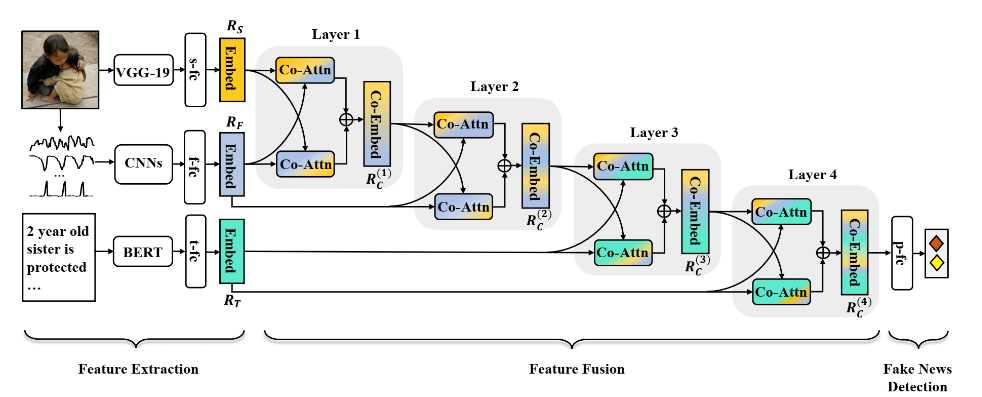 R_S
Layer 1
VGG-19
s-fc
Embed
Co-Attn
Co-Attn
Co-Embed
R_C^(1)
R_F
CNNs
f-fc
Embed
...
Layer 2
Co-Attn
Co-Attn
Co-Embed
R_C^(2)
Layer 3
Co-Attn
Co-Attn
Co-Embed
R_C^(3)
Layer 4
Co-Attn
Co-Attn
Co-Embed
R_C^(4)
2 year old
sister is
protected
...
BERT
t-fc
Embed
R_T
p-fc
Feature Extraction
Feature Fusion
Fake News
Detection